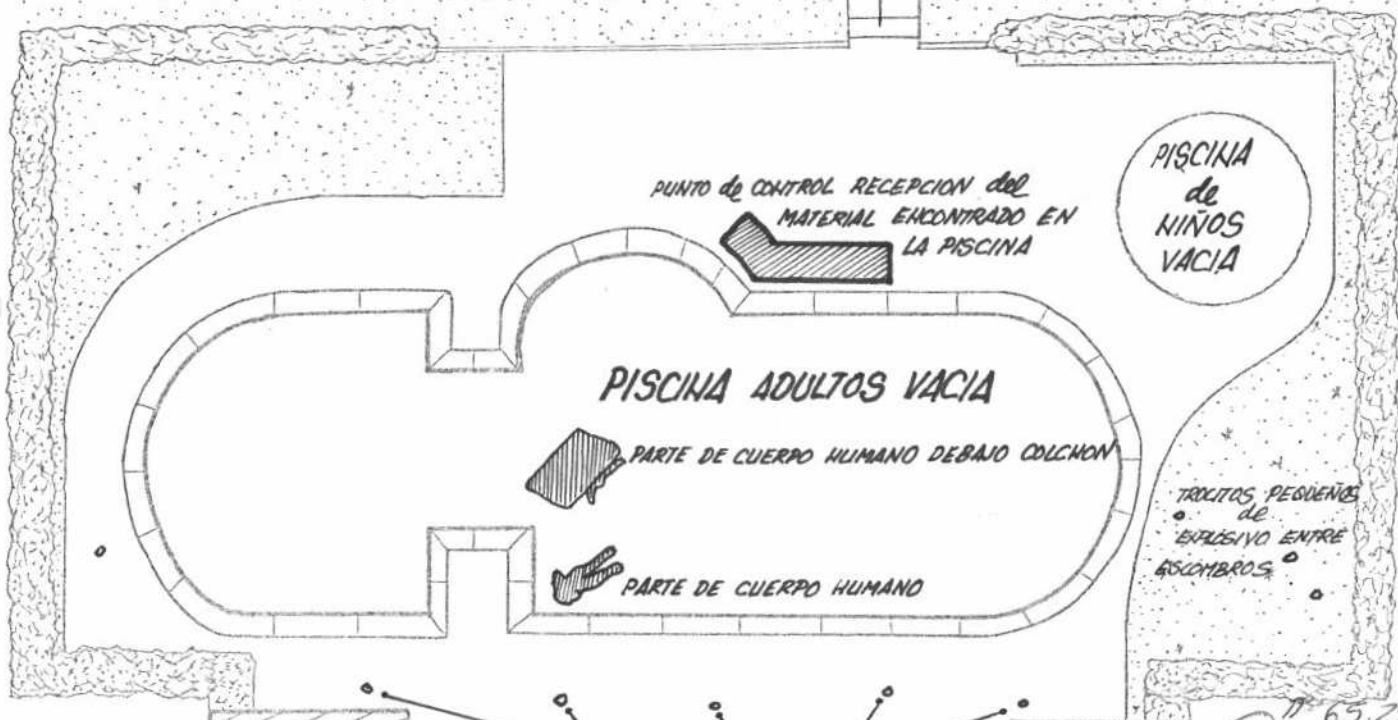 PISCINA
de
NIÑOS
VACIA
PUNTO de CONTROL RECEPCION del
MATERIAL ENCONTRADO EN
LA PISCINA
PISCINA ADULTOS VACIA
PARTE DE CUERPO HUMANO DEBAJO COLCHON
TROCITOS PEQUEÑOS
de
EXPLOSIVO ENTRE
ESCOMBROS
PARTE DE CUERPO HUMANO